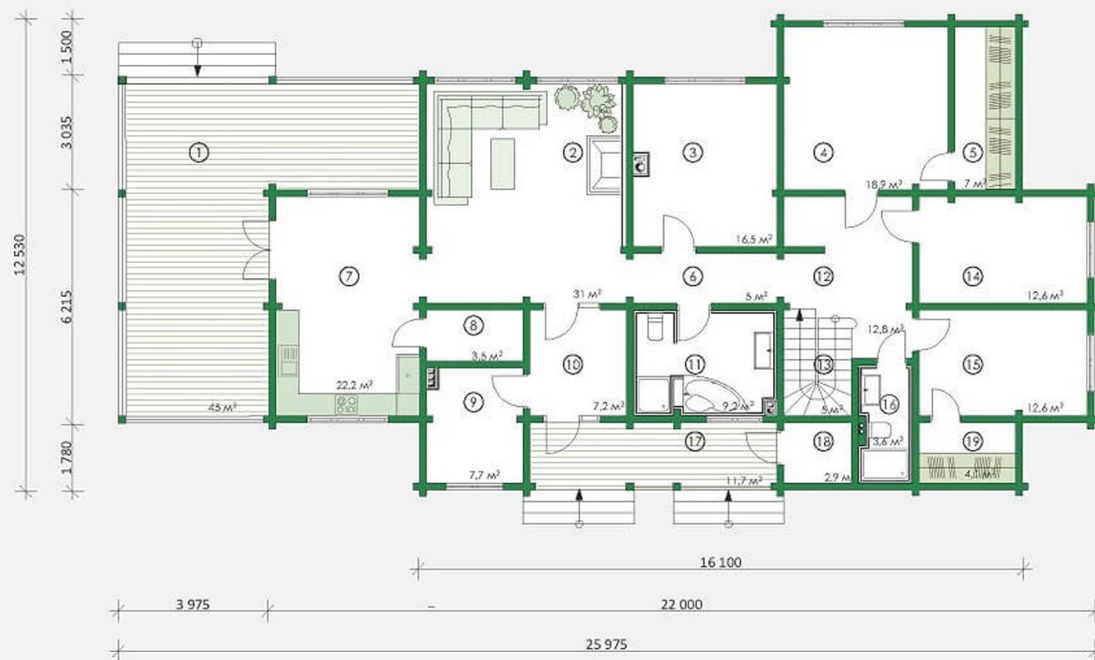 1 500
3 035
12 530
6 215
1 780
1
2
3
4
5
18,9 м²
7 м²
16,5 м²
6
7
12
14
31 м²
5 м²
12,6 м²
8
3,5 м²
12,8 м²
10
11
13
15
16
22,2 м²
9
45 м²
7,2 м²
9,2 м²
5 м²
12,6 м²
3,6 м²
17
18
19
7,7 м²
11,7 м²
2,9 м
16 100
3 975
22 000
25 975